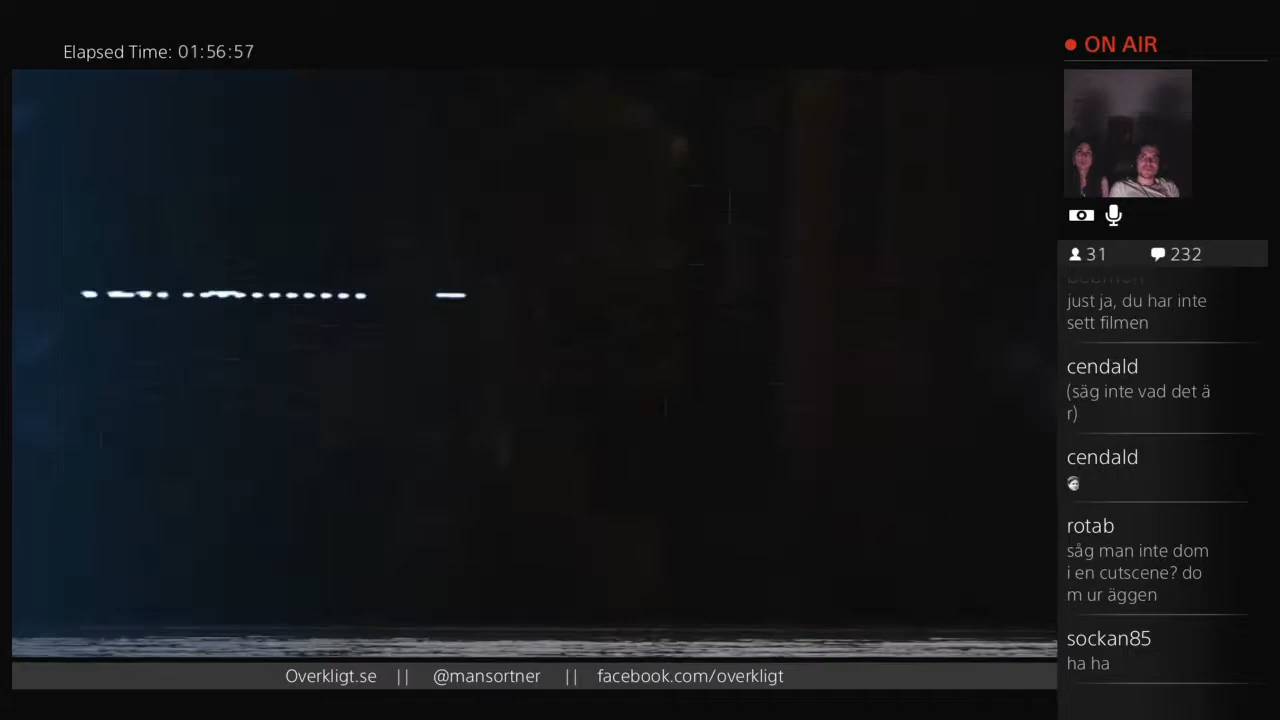 Elapsed Time: 01:56:57
ON AIR
31 232
just ja, du har inte
sett filmen
cendald
(säg inte vad det ä
r)
cendald
rotab
såg man inte dom
i en cutscene? do
m ur äggen
sockan85
ha ha
Overkligt.se || @mansortner || facebook.com/overkligt